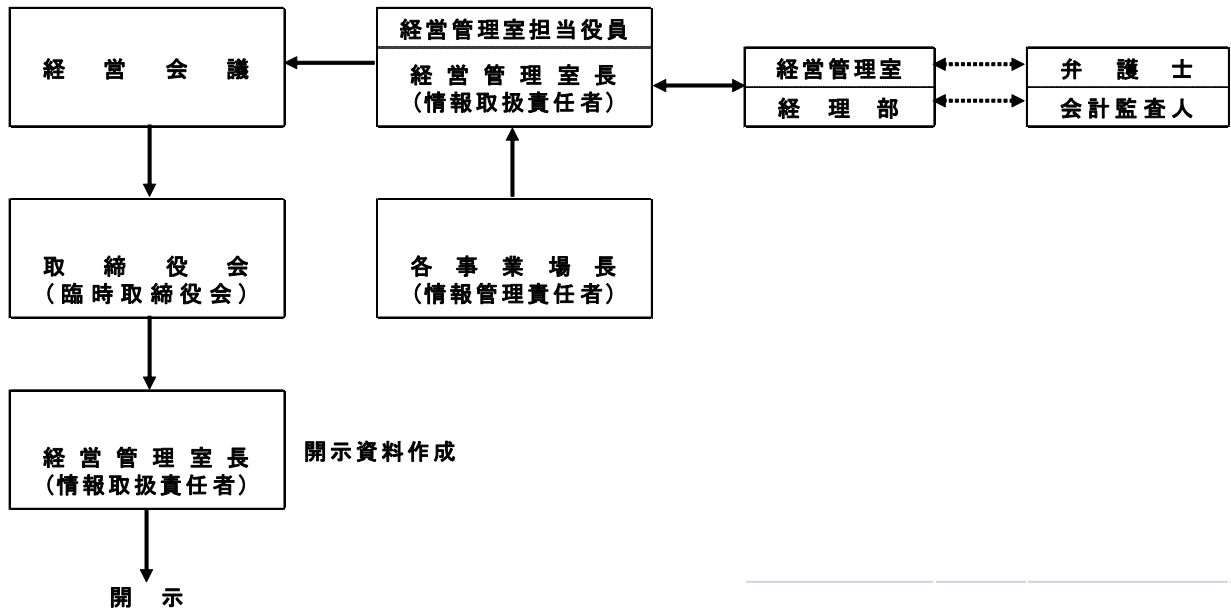 経営会議
経営管理室担当役員
経営管理室長
（情報取扱責任者）
経営管理室
経理部
弁護士
会計監査人
取締役会
（臨時取締役会）
各事業場長
（情報管理責任者）
経営管理室長
（情報取扱責任者）
開示資料作成
開示